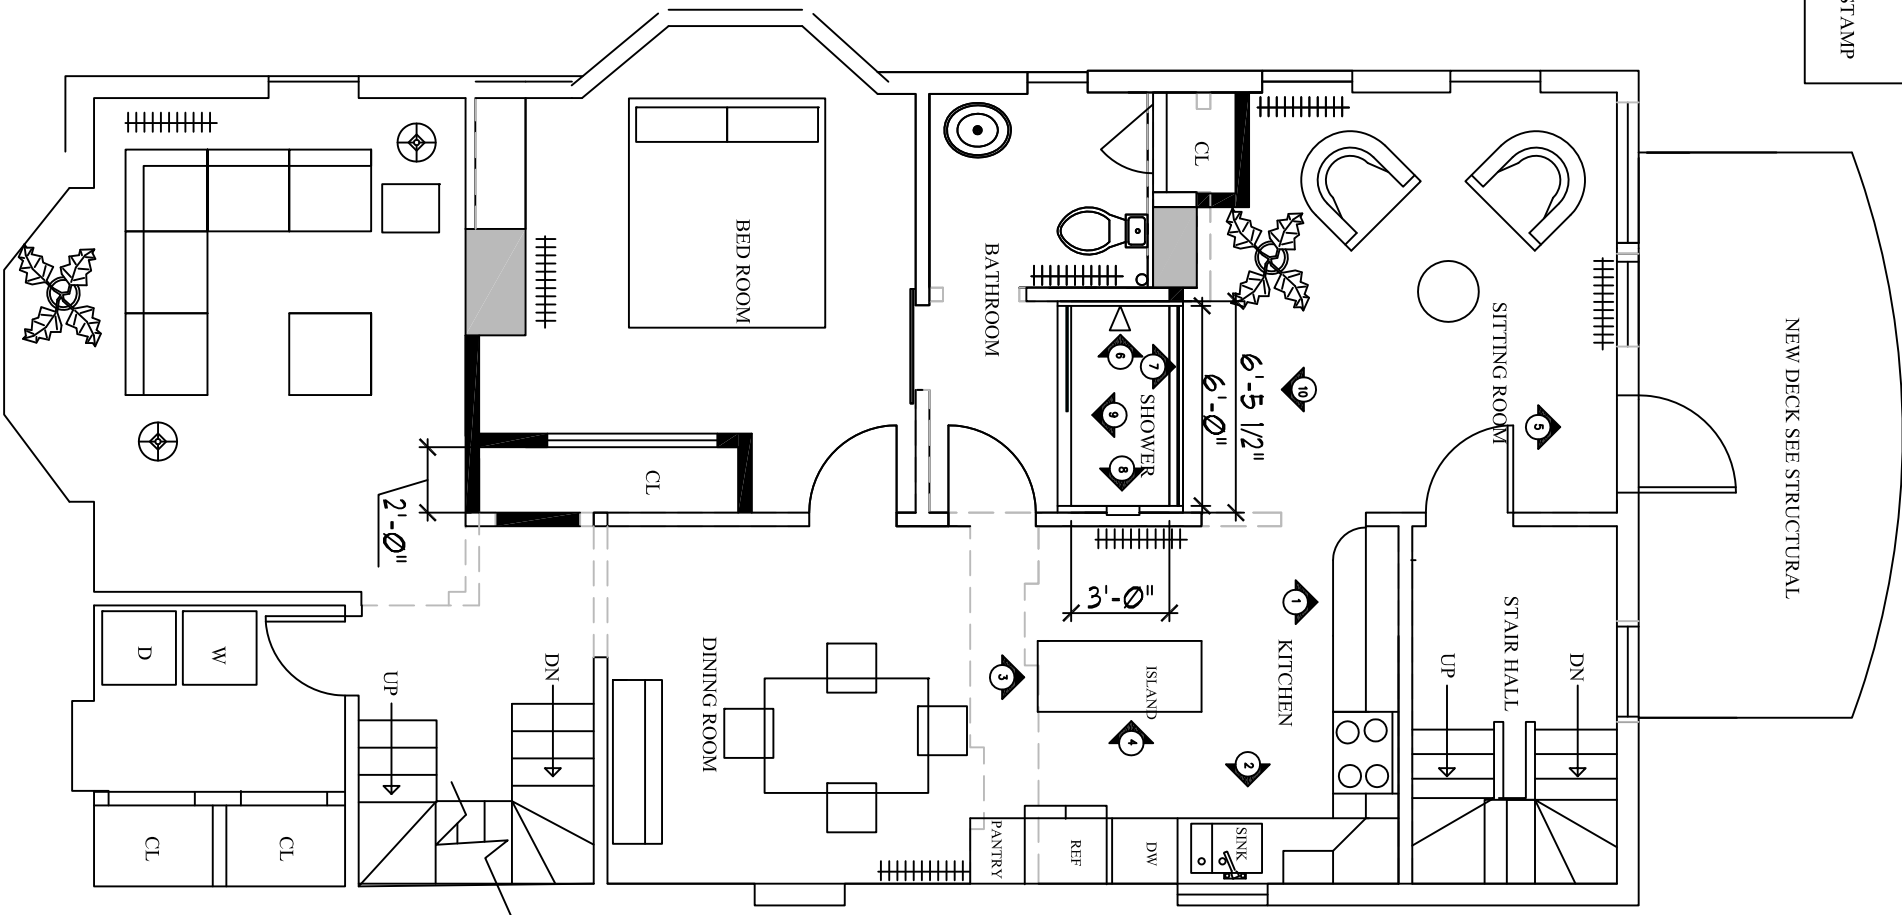 STAMP
BED ROOM
BATHROOM
CL
SITTING ROOM
NEW DECK SEE STRUCTURAL
6
7
SHOWER
9
8
6'-0"
6'-5 1/2"
10
5
CL
2'-0"
3'-0"
1
D
W
UP
DN
DINING ROOM
3
ISLAND
4
KITCHEN
2
STAIR HALL
UP
DN
CL
CL
PANTRY
REF
DW
SINK